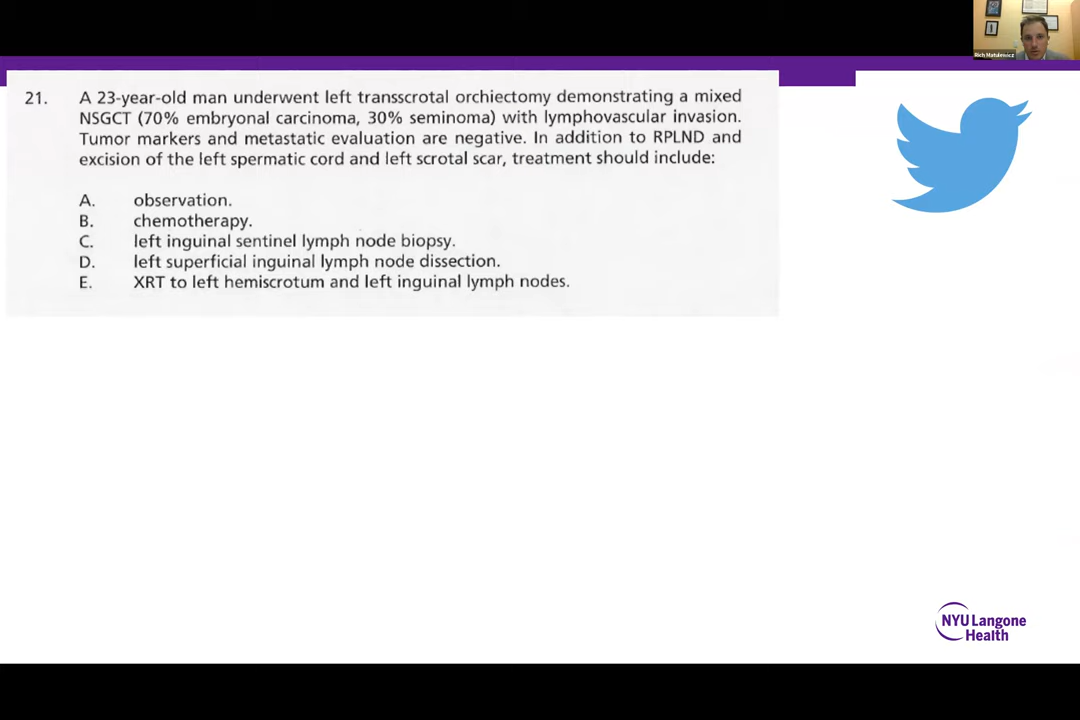 Rich Matulewicz
21. A 23-year-old man underwent left transscrotal orchiectomy demonstrating a mixed
NSGCT (70% embryonal carcinoma, 30% seminoma) with lymphovascular invasion.
Tumor markers and metastatic evaluation are negative. In addition to RPLND and
excision of the left spermatic cord and left scrotal scar, treatment should include:
A. observation.
B. chemotherapy.
C. left inguinal sentinel lymph node biopsy.
D. left superficial inguinal lymph node dissection.
E. XRT to left hemiscrotum and left inguinal lymph nodes.
NYU Langone
Health